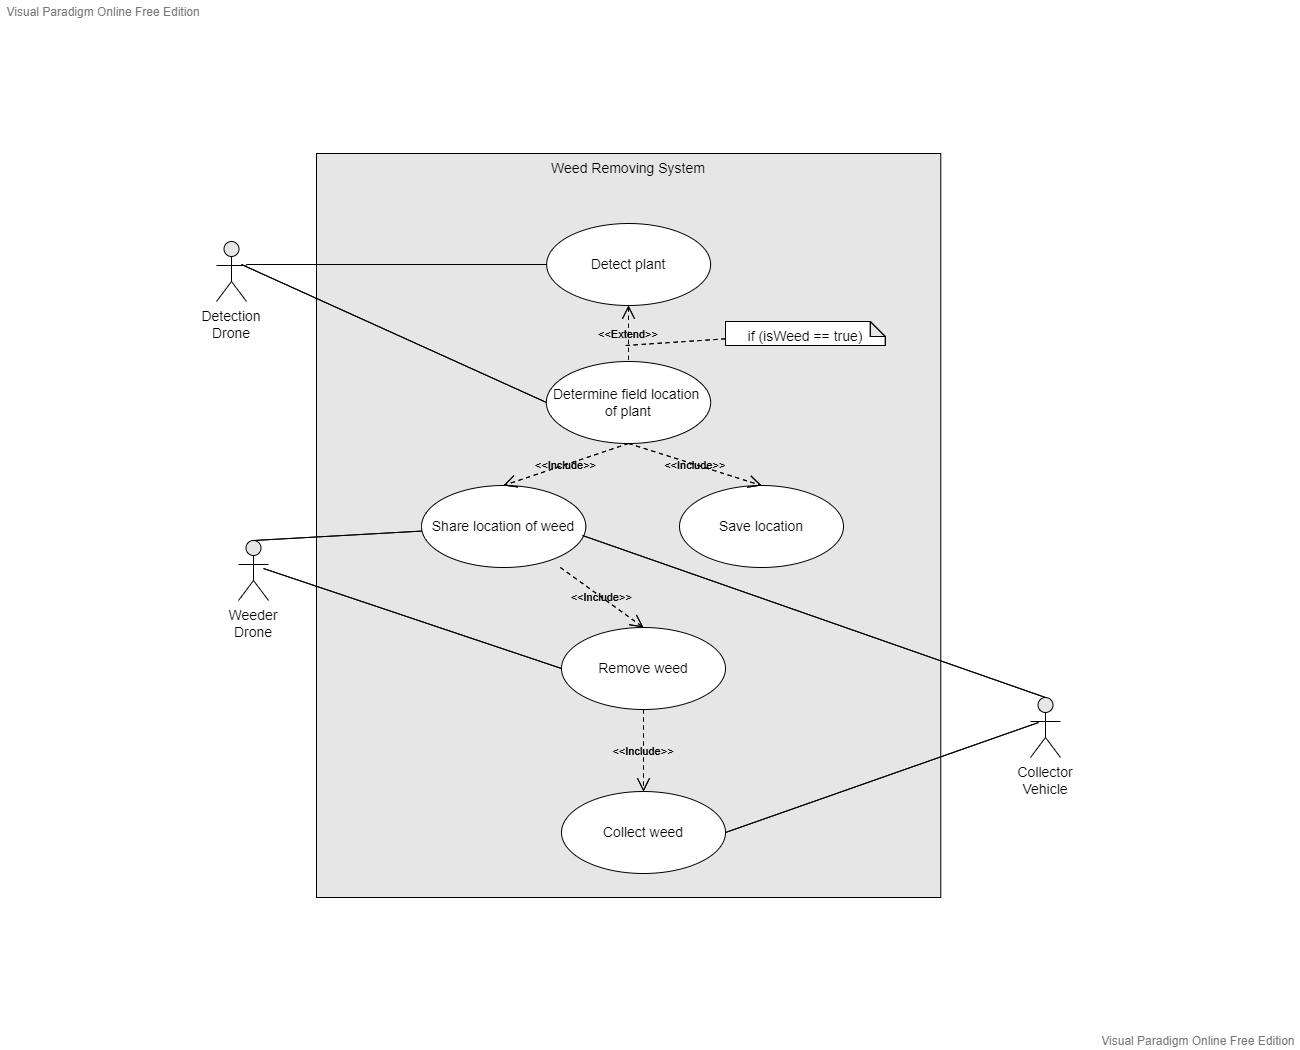 Visual Paradigm Online Free Edition
Weed Removing System
Detect plant
Detection
Drone
<<Extend>>
if (isWeed == true)
Determine field location
of plant
<<Include>>
<<Include>>
Share location of weed
Save location
Weeder
Drone
<<Include>>
Remove weed
<<Include>>
Collector
Vehicle
Collect weed
Visual Paradigm Online Free Edition